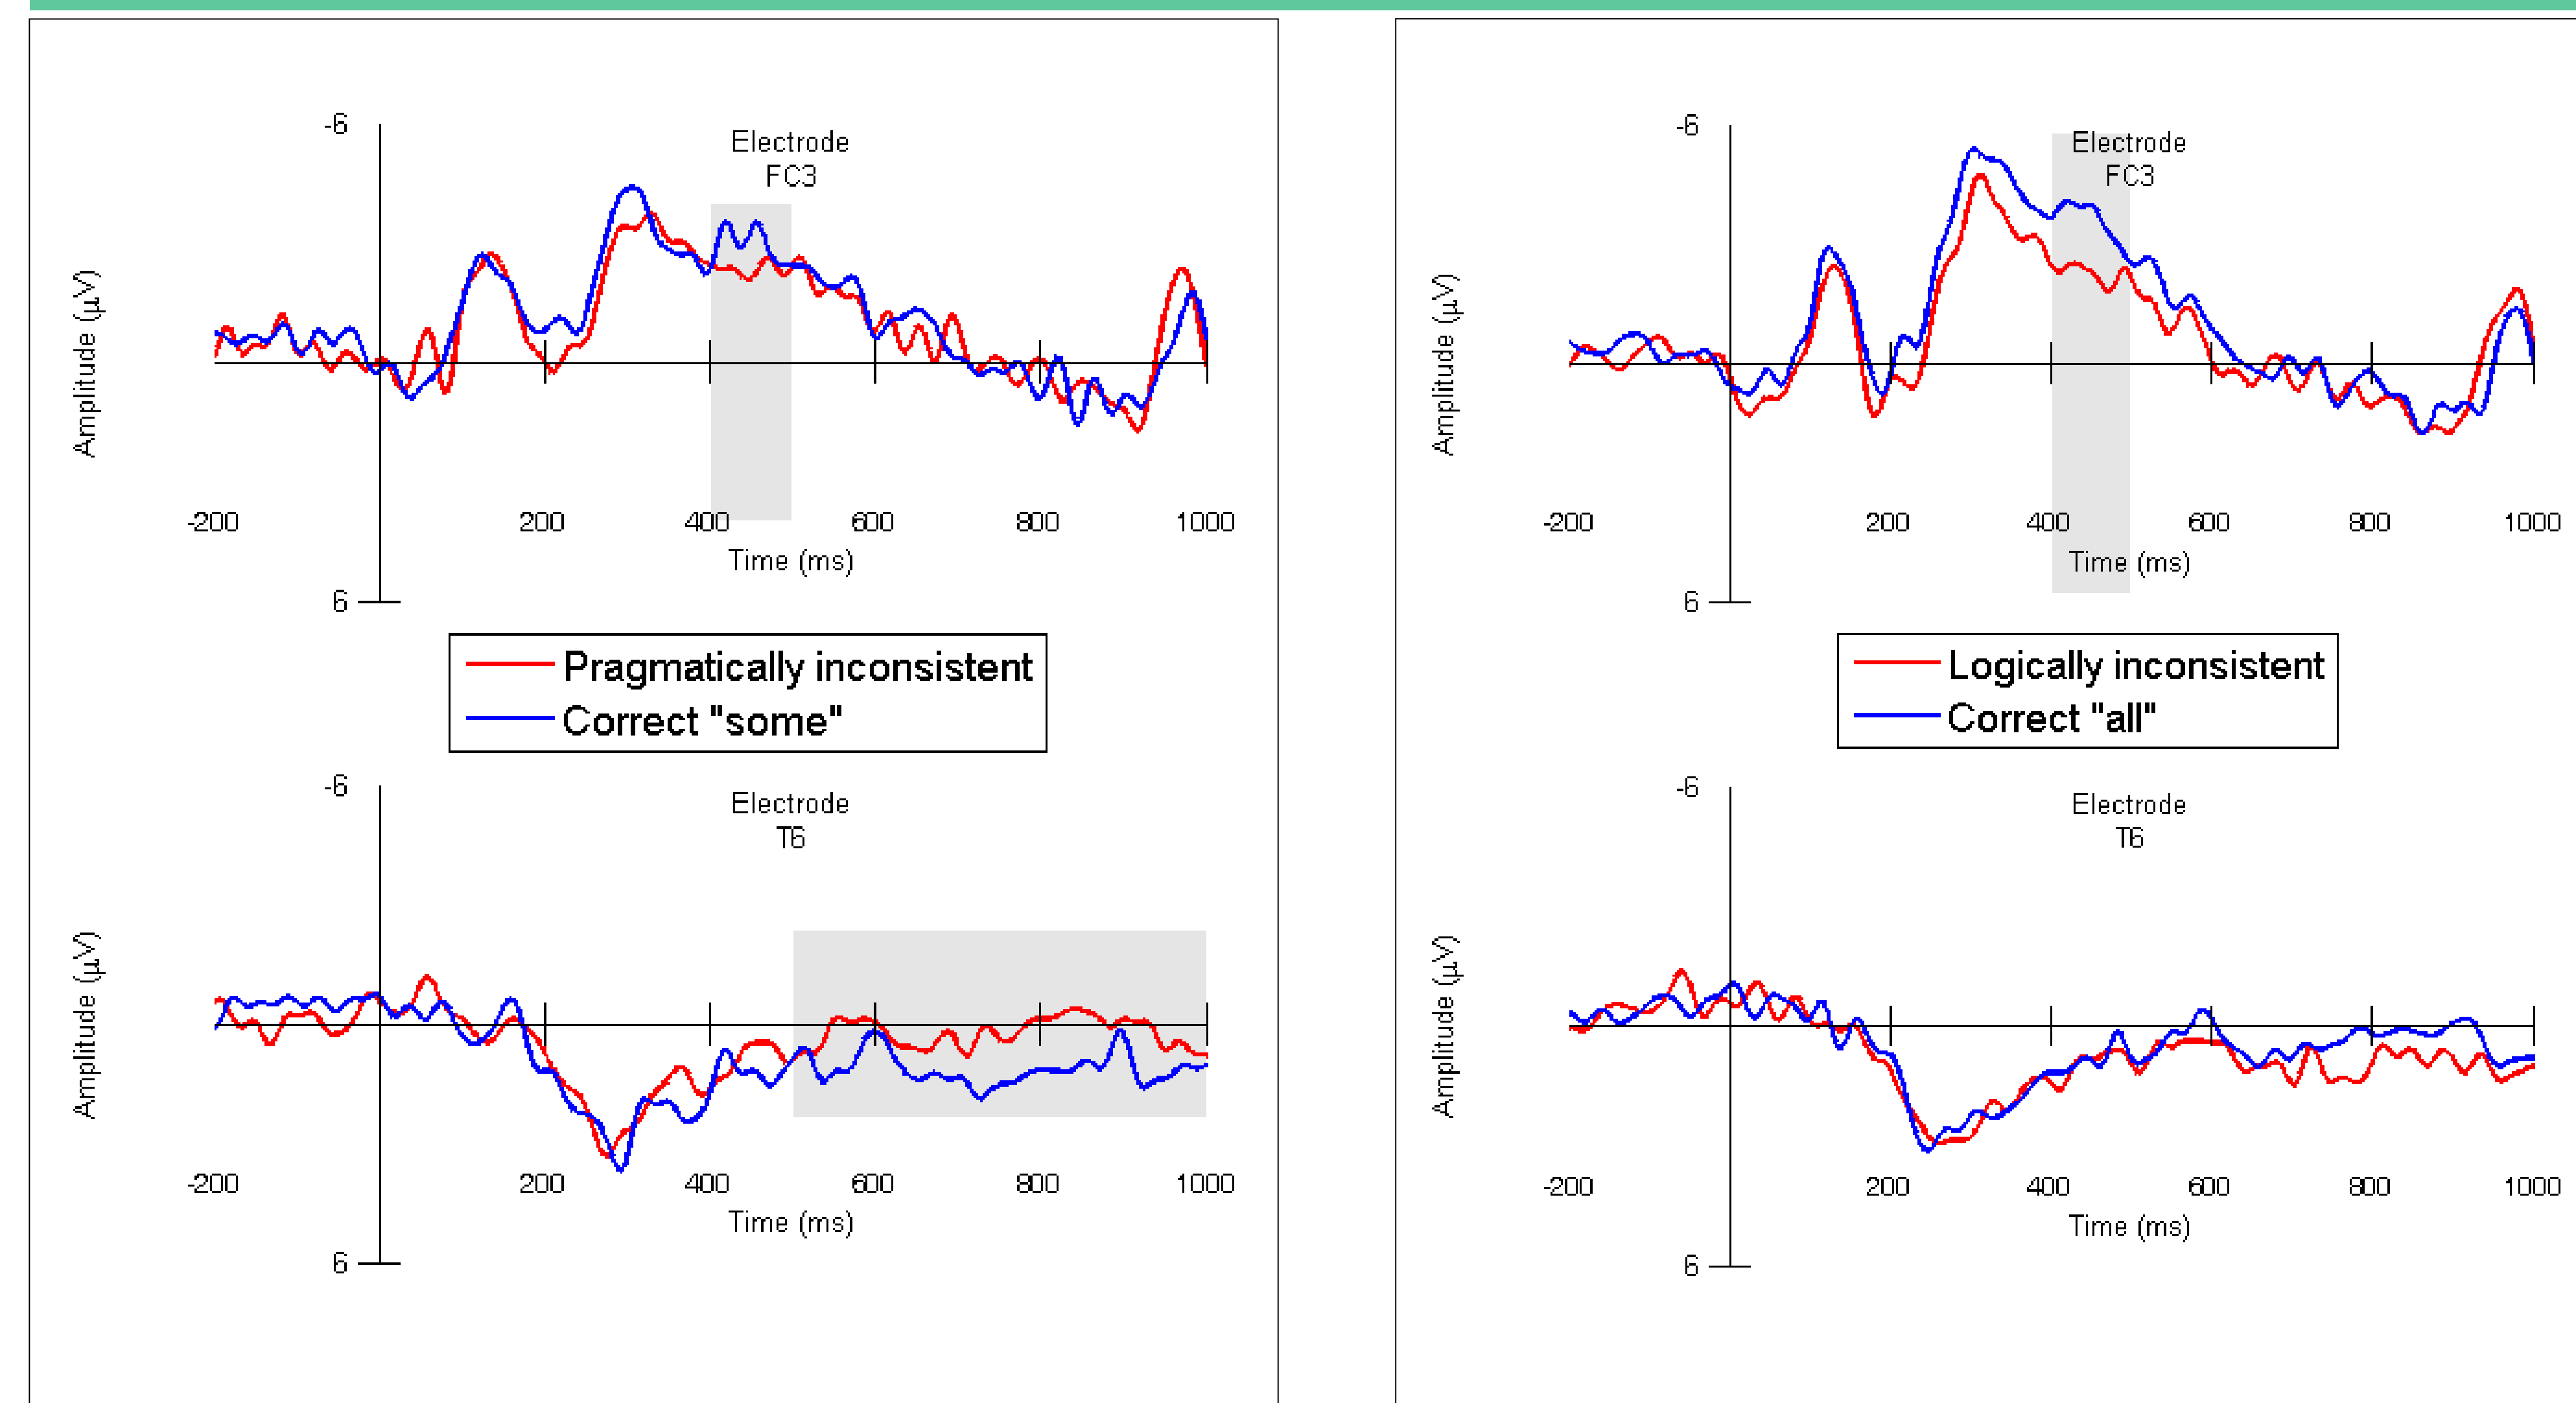 -6
Electrode
FC3
Amplitude (μV)
-200 200 400 600 800 1000
Time (ms)
6
Pragmatically inconsistent
Correct "some"
-6
Electrode
T6
Amplitude (μV)
-200 200 400 600 800 1000
Time (ms)
6
-6
Electrode
FC3
Amplitude (μV)
-200 200 400 600 800 1000
Time (ms)
6
Logically inconsistent
Correct "all"
-6
Electrode
T6
Amplitude (μV)
-200 200 400 600 800 1000
Time (ms)
6